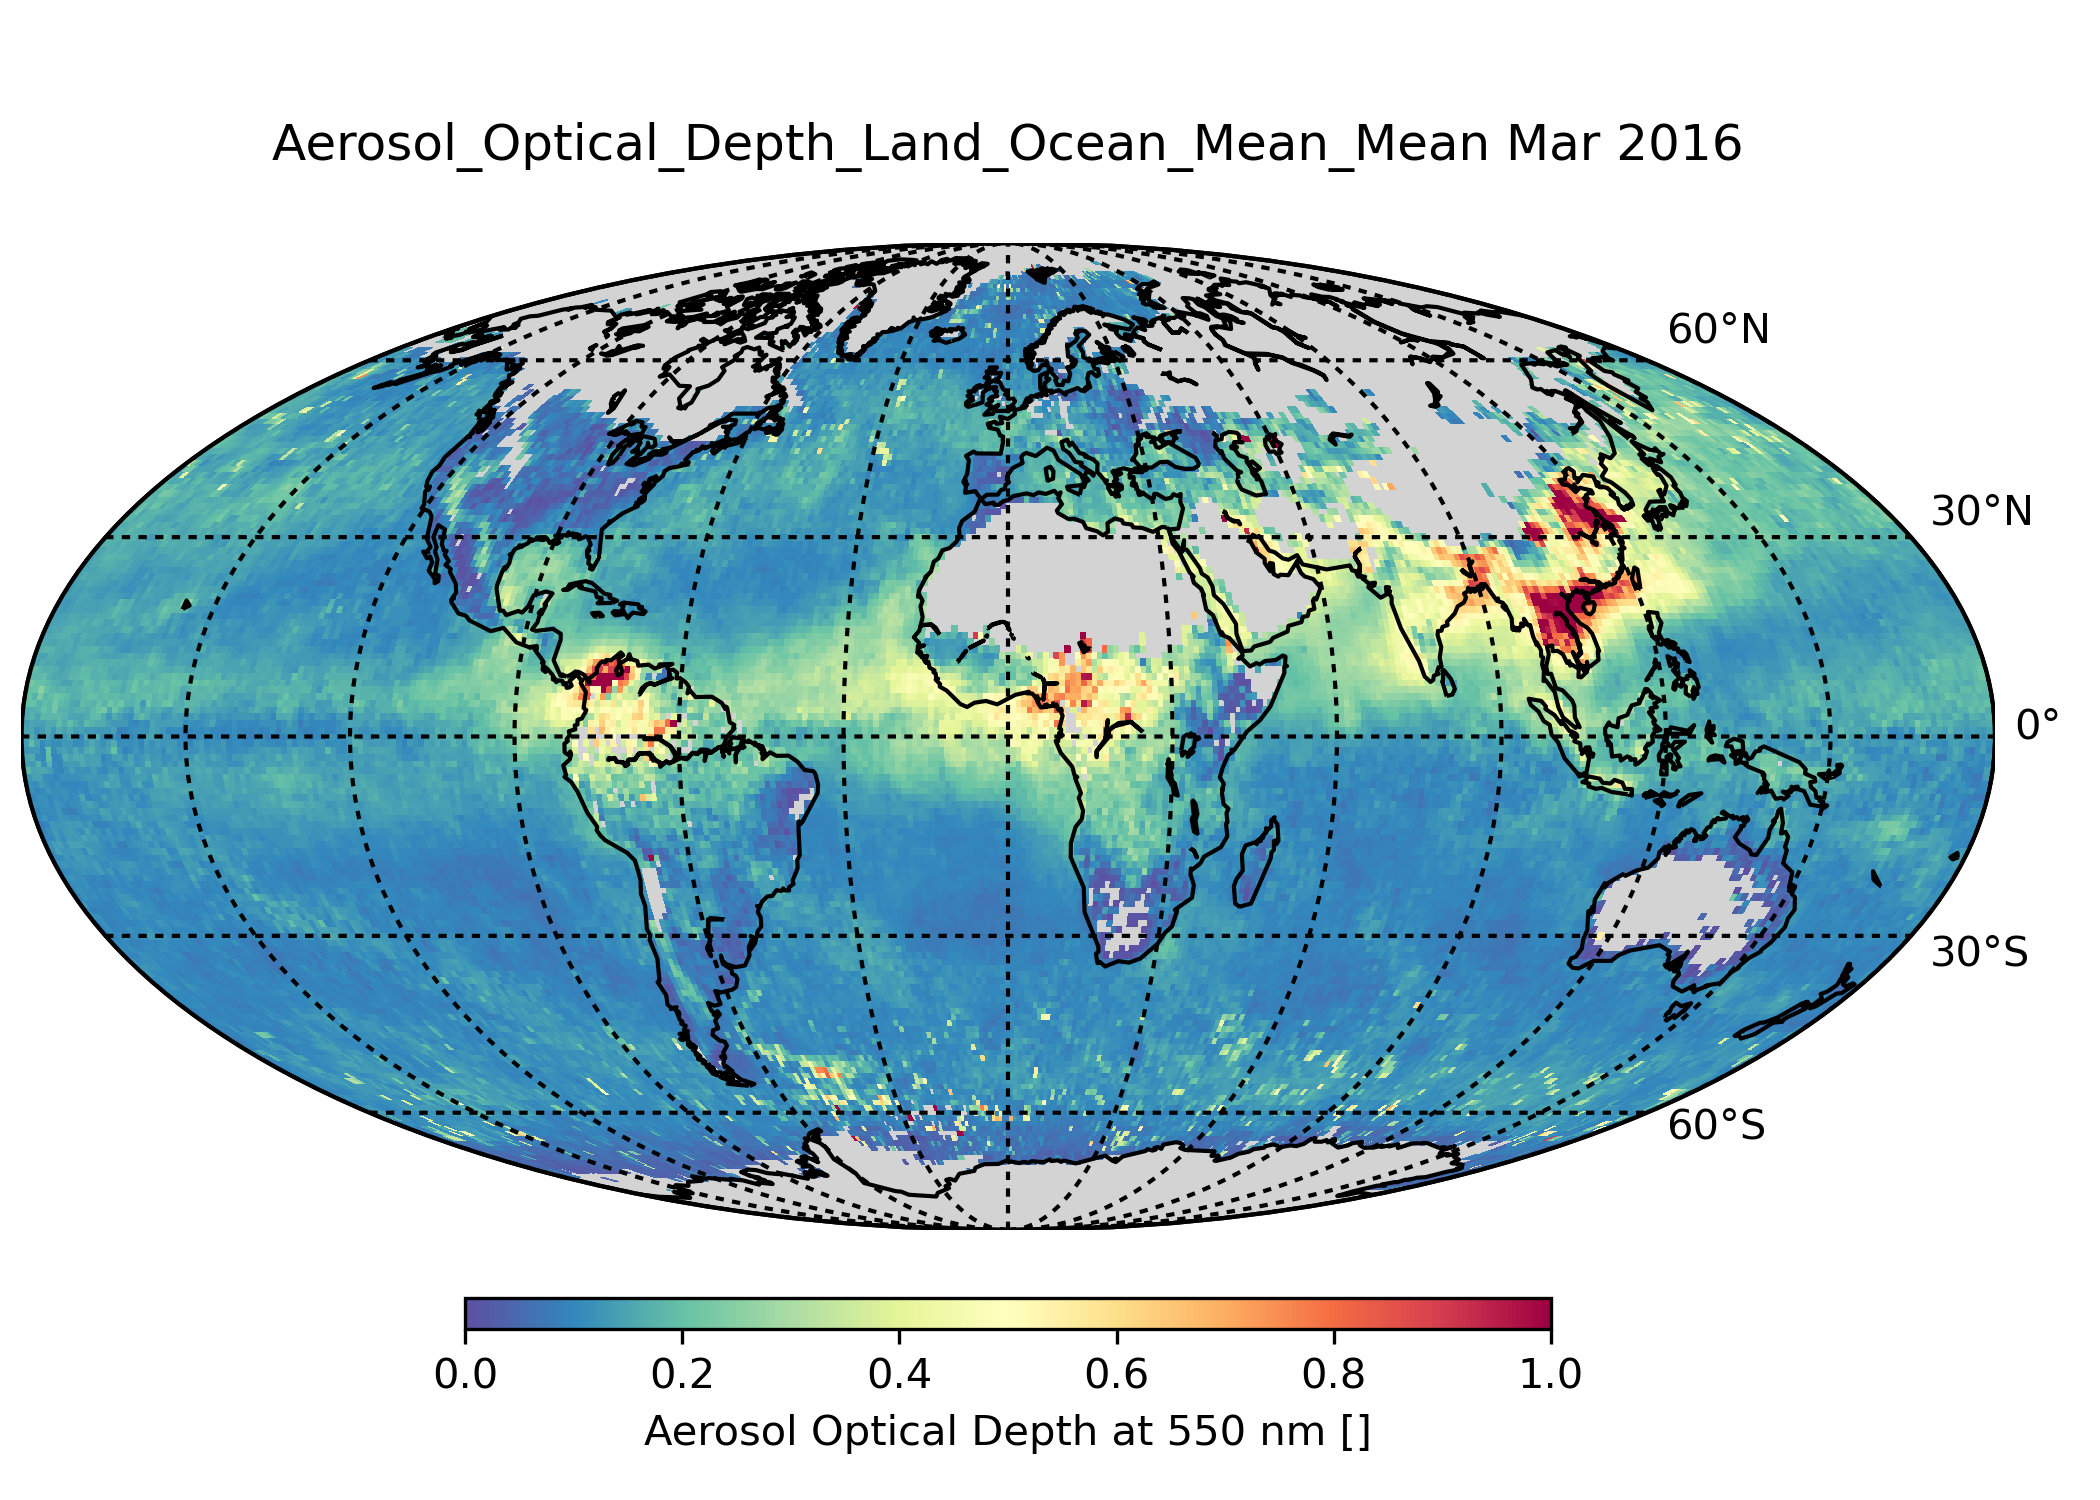 Aerosol_Optical_Depth_Land_Ocean_Mean_Mean Mar 2016
60°N
30°N
0°
30°S
60°S
0.0 0.2 0.4 0.6 0.8 1.0
Aerosol Optical Depth at 550 nm []